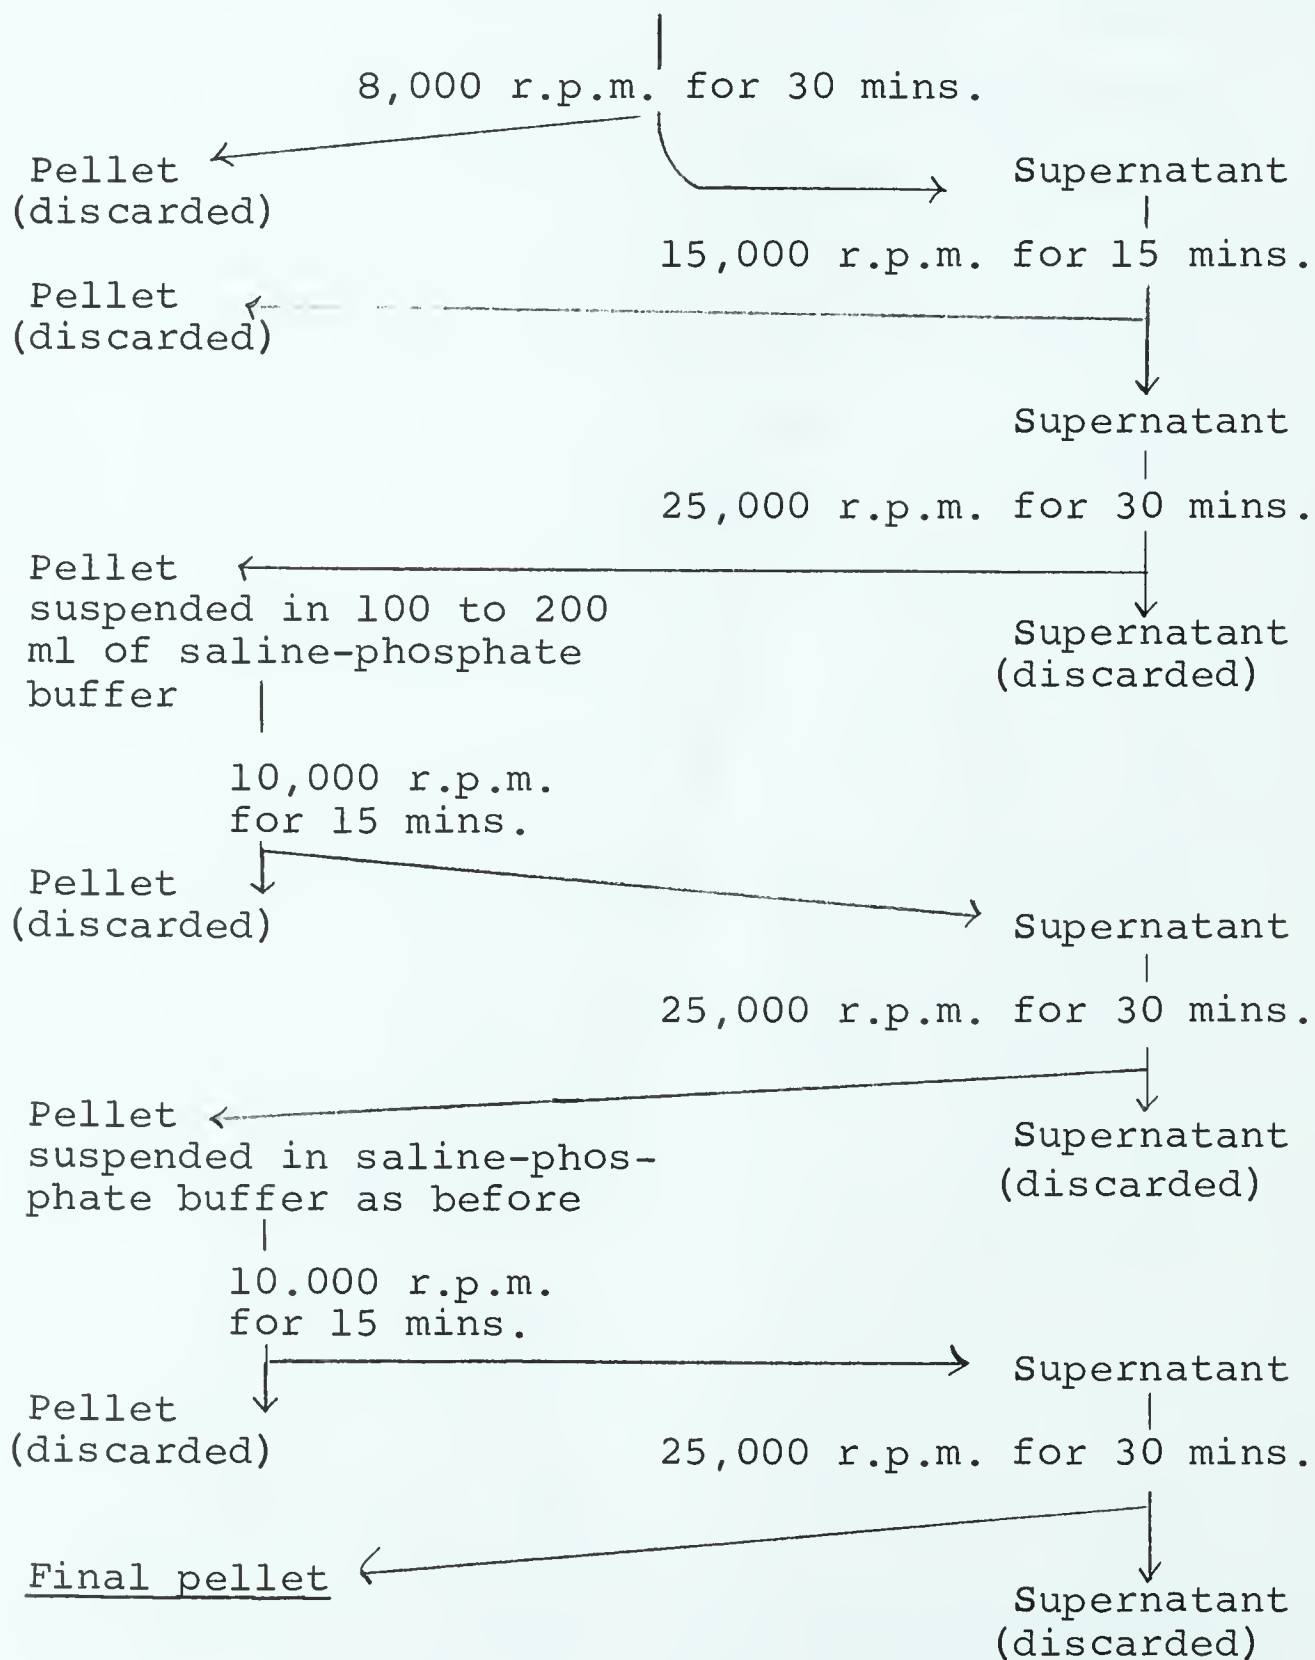 8,000 r.p.m. for 30 mins.
Pellet
(discarded)
Supernatant
15,000 r.p.m. for 15 mins.
Pellet
(discarded)
Supernatant
25,000 r.p.m. for 30 mins.
Pellet
suspended in 100 to 200
ml of saline-phosphate
buffer
Supernatant
(discarded)
10,000 r.p.m.
for 15 mins.
Pellet
(discarded)
Supernatant
25,000 r.p.m. for 30 mins.
Pellet
suspended in saline-phos-
phate buffer as before
Supernatant
(discarded)
10.000 r.p.m.
for 15 mins.
Pellet
(discarded)
Supernatant
25,000 r.p.m. for 30 mins.
Final pellet
Supernatant
(discarded)